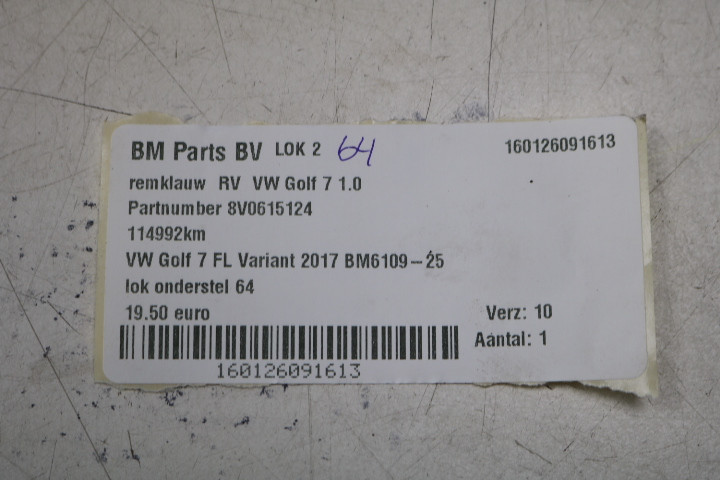 BM Parts BV LOK 2 64 160126091613
remklauw RV VW Golf 7 1.0
Partnumber 8V0615124
114992km
VW Golf 7 FL Variant 2017 BM6109-25
lok onderstel 64
19.50 euro Verz: 10
Aantal: 1
160126091613